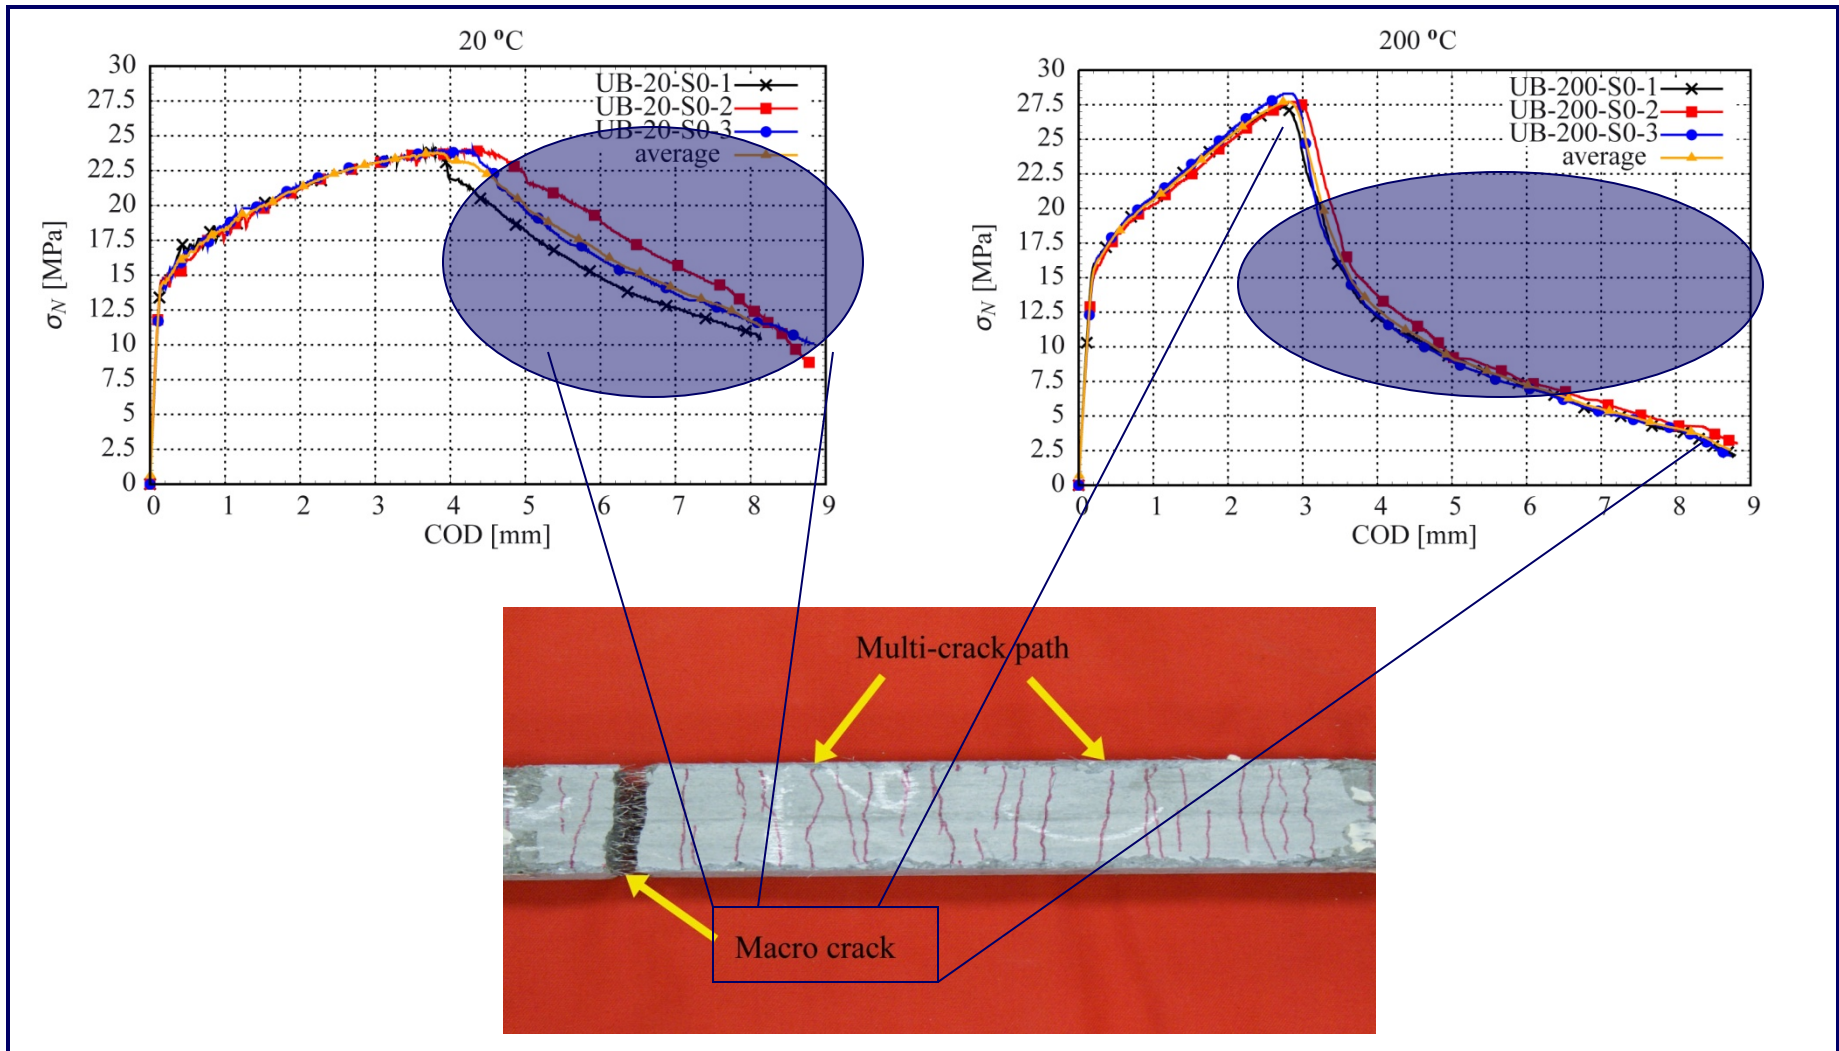 20 ⁰C
30
27.5
25
22.5
20
17.5
15
12.5
10
7.5
5
2.5
0
σN [MPa]
UB-20-S0-1
UB-20-S0-2
UB-20-S0-3
average
0 1 2 3 4 5 6 7 8 9
COD [mm]
200 ⁰C
30
27.5
25
22.5
20
17.5
15
12.5
10
7.5
5
2.5
0
σN [MPa]
UB-200-S0-1
UB-200-S0-2
UB-200-S0-3
average
0 1 2 3 4 5 6 7 8 9
COD [mm]
Multi-crack path
Macro crack